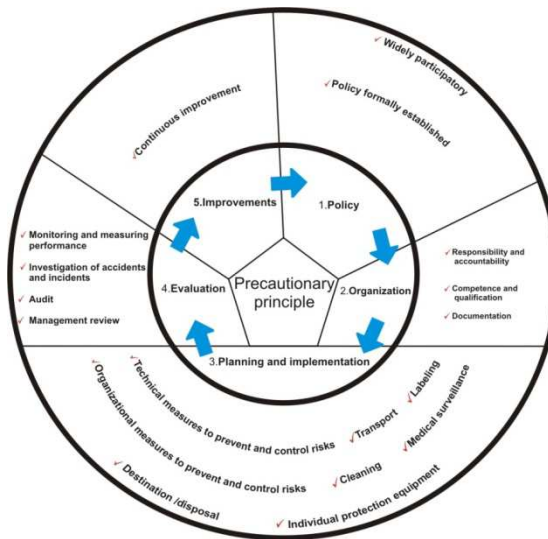 ✓Widely participatory
✓Policy formally established
✓Continuous improvement
5.Improvements
1.Policy
✓ Monitoring and measuring
performance
✓ Investigation of accidents
and incidents
✓ Audit
✓ Management review
4.Evaluation
Precautionary
principle
2.Organization
✓ Responsibility and
accountability
✓ Competence and
qualification
✓ Documentation
3.Planning and implementation
✓Technical measures to prevent and control risks
✓Organizational measures to prevent and control risks
✓Destination /disposal
✓Transport
✓Labeling
✓Cleaning
✓Medical surveillance
✓Individual protection equipment